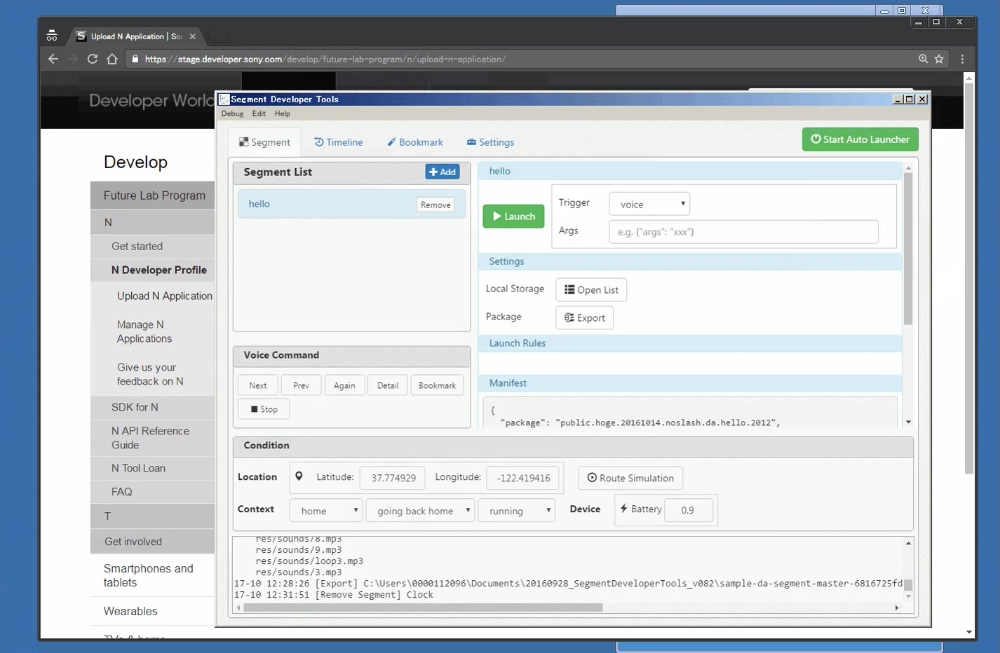 Upload N Application | So
https://stage.developer.sony.com/develop/future-lab-program/n/upload-n-application/
Developer World
Develop
Future Lab Program
N
Get started
N Developer Profile
Upload N Application
Manage N
Applications
Give us your
feedback on N
SDK for N
N API Reference
Guide
N Tool Loan
FAQ
T
Get involved
Smartphones and
tablets
Wearables
TVs & home
Segment Developer Tools
Debug Edit Help
Segment Timeline Bookmark Settings Start Auto Launcher
Segment List Add
hello Remove
Voice Command
Next Prev Again Detail Bookmark
Stop
hello
Launch
Trigger voice
Args e.g. {"args": "xxx"}
Settings
Local Storage Open List
Package Export
Launch Rules
Manifest
{
"package": "public.hoge.20161014.noslash.da.hello.2012",
Condition
Location Latitude: 37.774929 Longitude: -122.419416 Route Simulation
Context home going back home running Device Battery 0.9
res/sounds/8.mp3
res/sounds/9.mp3
res/sounds/loop3.mp3
res/sounds/3.mp3
17-10 12:28:26 [Export] C:\Users\0000112096\Documents\20160928_SegmentDeveloperTools_v082\sample-da-segment-master-6816725fd
17-10 12:31:51 [Remove Segment] Clock